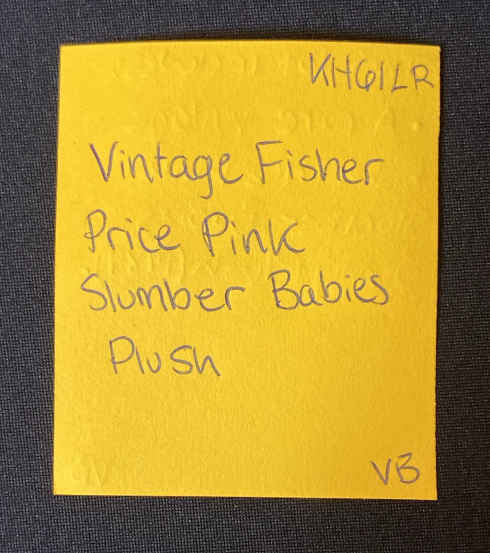 KH61LR
Vintage Fisher
Price Pink
Slumber Babies
Plush
VB